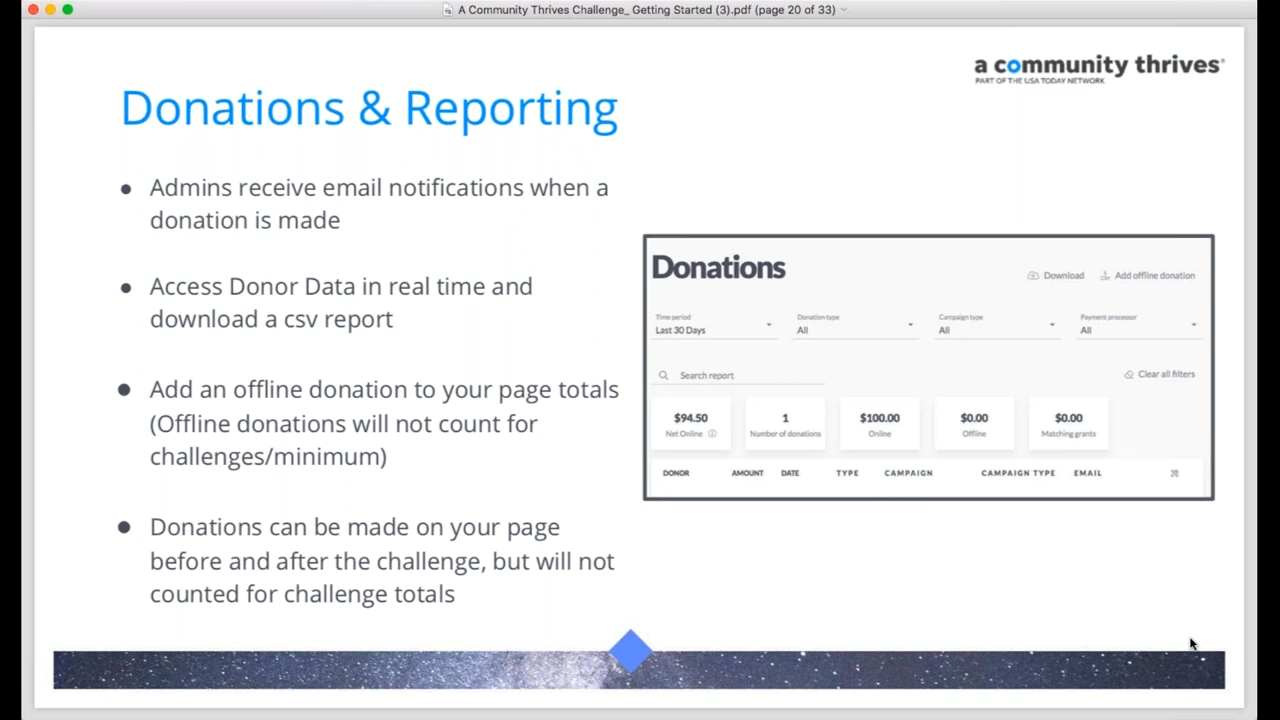 A Community Thrives Challenge_ Getting Started (3).pdf (page 20 of 33)
a community thrives
PART OF THE USA TODAY NETWORK
Donations & Reporting
● Admins receive email notifications when a
donation is made
● Access Donor Data in real time and
download a csv report
● Add an offline donation to your page totals
(Offline donations will not count for
challenges/minimum)
● Donations can be made on your page
before and after the challenge, but will not
counted for challenge totals
Donations
Download Add offline donation
Time period Donation type Campaign type Payment processor
Last 30 Days All All All
Search report Clear all filters
$94.50 1 $100.00 $0.00 $0.00
Net Online Number of donations Online Offline Matching grants
DONOR AMOUNT DATE TYPE CAMPAIGN CAMPAIGN TYPE EMAIL